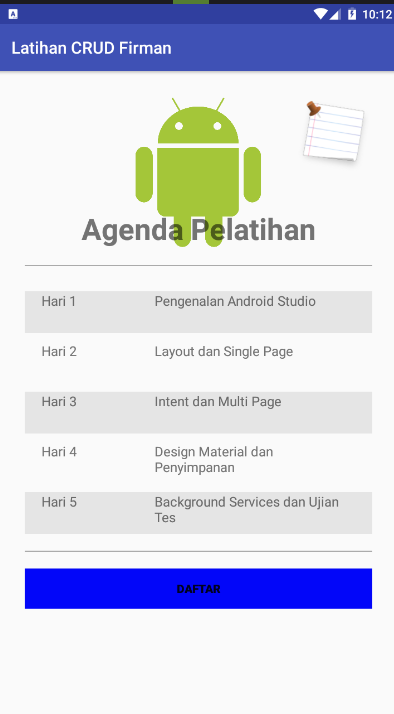 10:12
Latihan CRUD Firman
Agenda Pelatihan
Hari 1 Pengenalan Android Studio
Hari 2 Layout dan Single Page
Hari 3 Intent dan Multi Page
Hari 4 Design Material dan
Penyimpanan
Hari 5 Background Services dan Ujian
Tes
DAFTAR